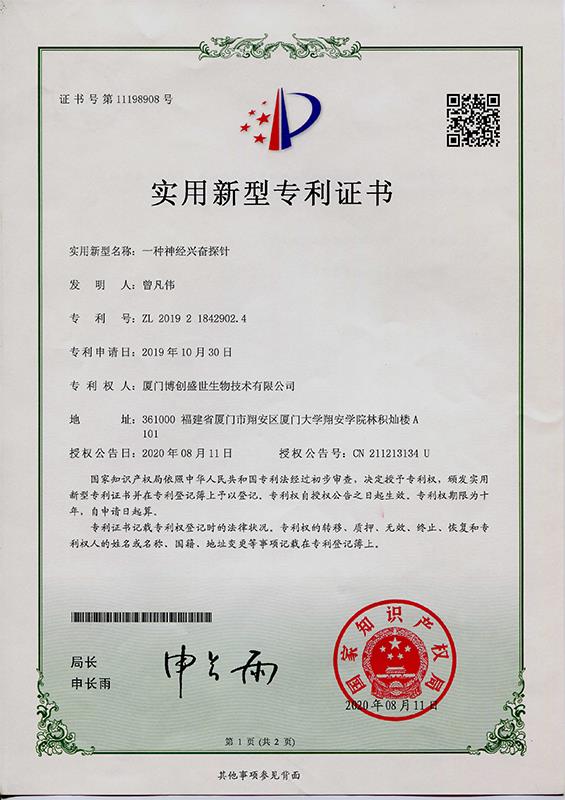 证书号第11198908号
实用新型专利证书
实用新型名称：一种神经兴奋探针
发 明 人：曾凡伟
专 利 号：ZL 2019 2 1842902.4
专利申请日：2019年10月30日
专 利 权 人：厦门博创盛世生物技术有限公司
地 址：361000 福建省厦门市翔安区厦门大学翔安学院林积灿楼A
101
授权公告日：2020年08月11日 授权公告号：CN 211213134 U
国家知识产权局依照中华人民共和国专利法经过初步审查，决定授予专利权，颁发实用
新型专利证书并在专利登记簿上予以登记。专利权自授权公告之日起生效。专利权期限为十
年，自申请日起算。
专利证书记载专利权登记时的法律状况。专利权的转移、质押、无效、终止、恢复和专
利权人的姓名或名称、国籍、地址变更等事项记载在专利登记簿上。
局长
申长雨
申长雨
国家知识产权局
2020年08月11日
第 1 页 (共 2 页)
其他事项参见背面